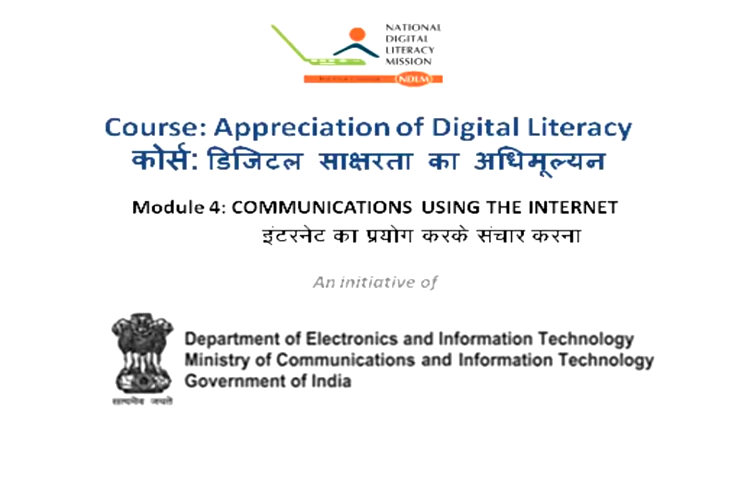 NATIONAL
DIGITAL
LITERACY
MISSION
NDLM
Course: Appreciation of Digital Literacy
कोर्स: डिजिटल साक्षरता का अधिमूल्यन
Module 4: COMMUNICATIONS USING THE INTERNET
इंटरनेट का प्रयोग करके संचार करना
An initiative of
Department of Electronics and Information Technology
Ministry of Communications and Information Technology
Government of India
सत्यमेव जयते